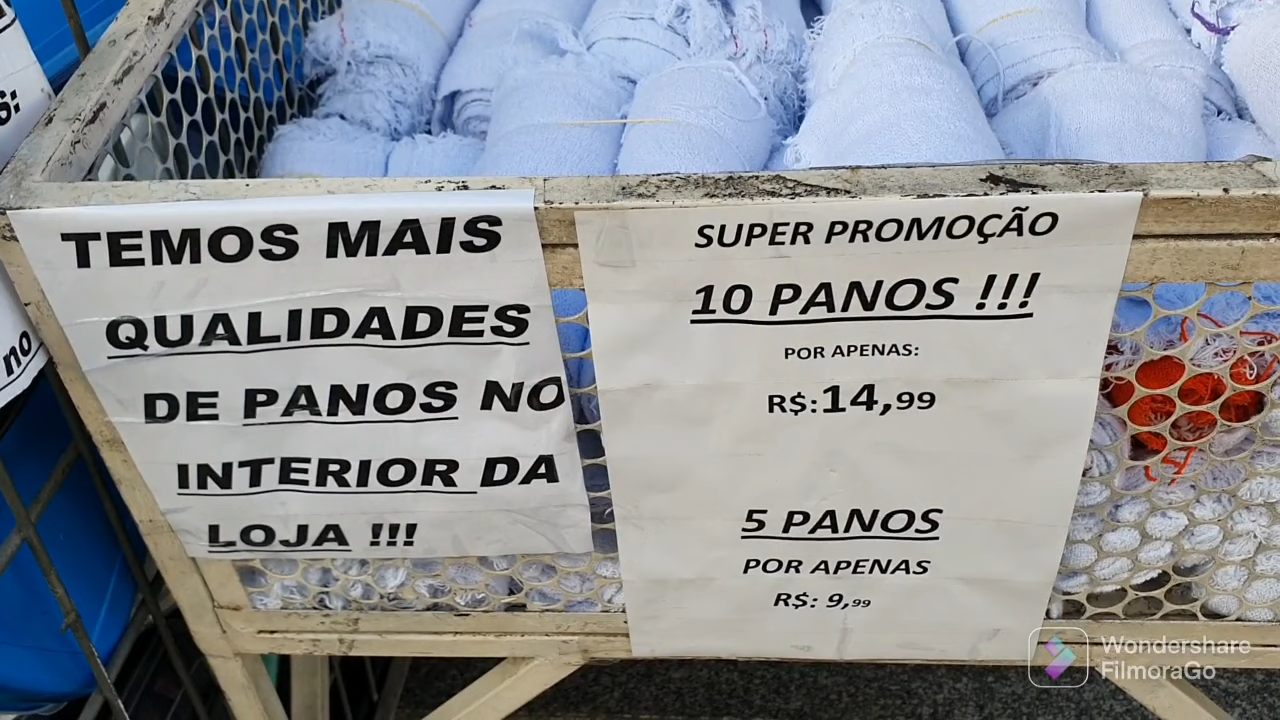 TEMOS MAIS
QUALIDADES
DE PANOS NO
INTERIOR DA
LOJA !!!
SUPER PROMOÇÃO
10 PANOS !!!
POR APENAS:
R$:14,99
5 PANOS
POR APENAS
R$: 9,99
no
Wondershare
FilmoraGo